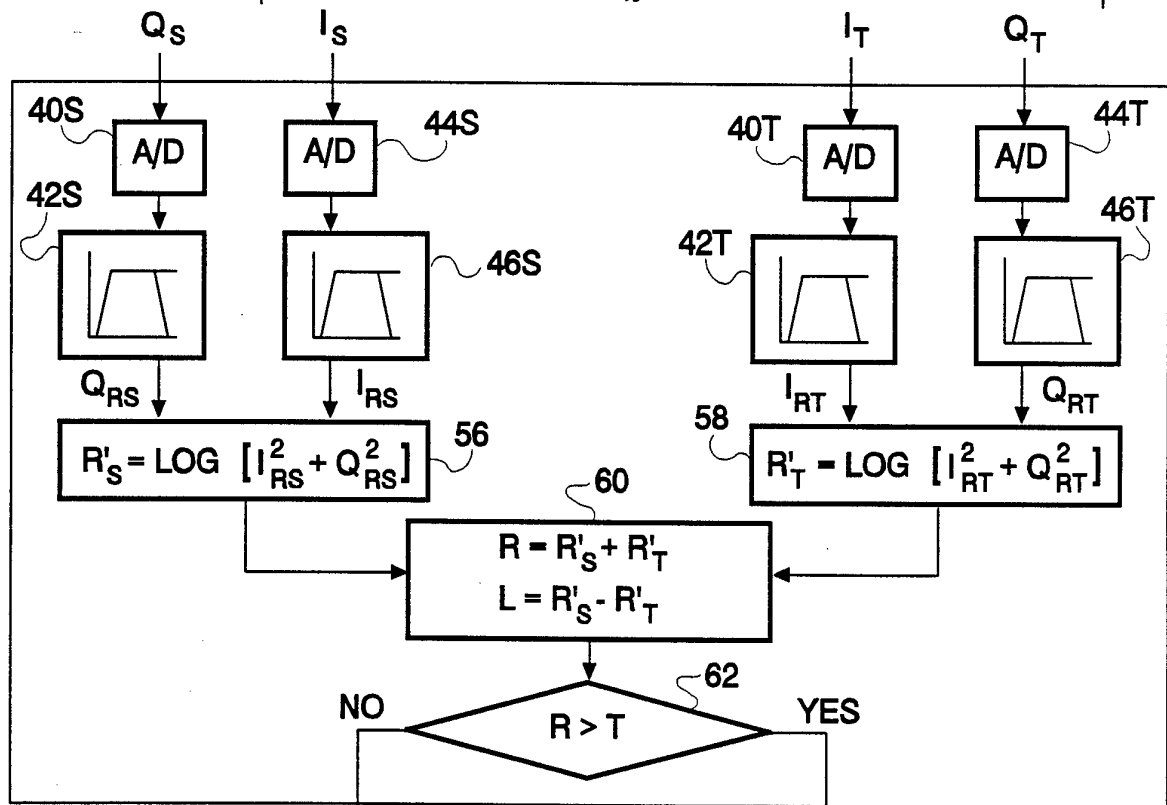 Q_S I_S I_T Q_T
40S A/D A/D 44S 40T A/D A/D 44T
42S 46S 42T 46T
Q_RS I_RS I_RT Q_RT
R'_S = LOG [I²_RS + Q²_RS] 56 58 R'_T = LOG [I²_RT + Q²_RT]
60
R = R'_S + R'_T
L = R'_S - R'_T
62
NO R > T YES